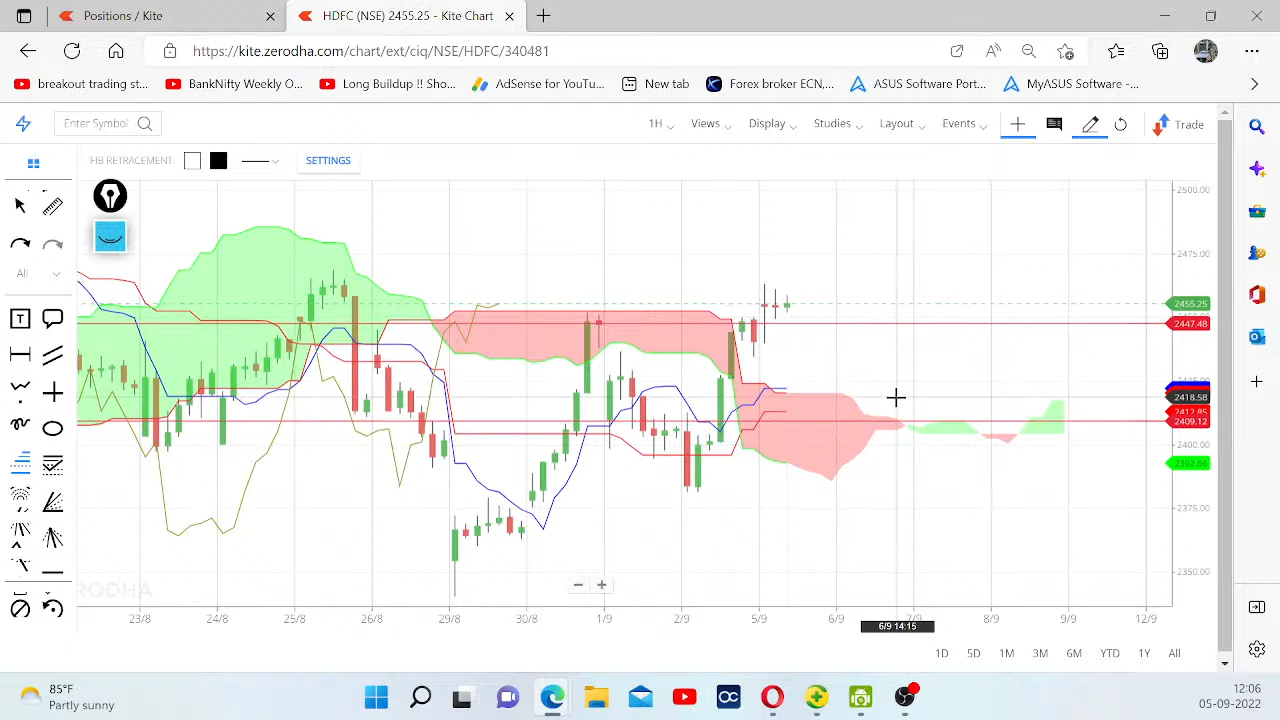 Positions / Kite
HDFC (NSE) 2455.25 - Kite Chart
https://kite.zerodha.com/chart/ext/ciq/NSE/HDFC/340481
breakout trading st...
BankNifty Weekly O...
Long Buildup !! Sho...
AdSense for YouTu...
New tab
Forex broker ECN,...
ASUS Software Port...
MyASUS Software -...
Enter Symbol
1H
Views
Display
Studies
Layout
Events
Trade
FIB RETRACEMENT:
SETTINGS
All
2500.00
2475.00
2455.25
2447.48
2418.58
2412.85
2409.12
2400.00
2392.66
2375.00
2350.00
23/8
25/8
26/8
29/8
30/8
1/9
2/9
5/9
6/9
7/9
8/9
9/9
12/9
6/9 14:15
1D
5D
1M
3M
6M
YTD
1Y
All
85°F
Partly sunny
12:06
05-09-2022